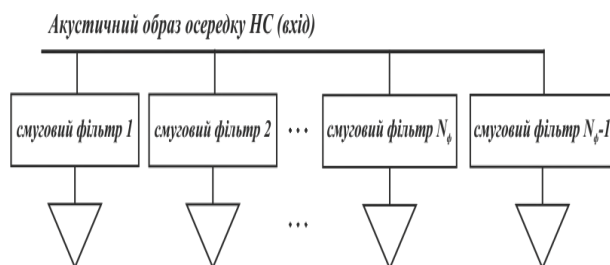 Акустичний образ осередку НС (вхід)
смуговий фільтр 1
смуговий фільтр 2
...
смуговий фільтр Nф
смуговий фільтр Nф-1
...